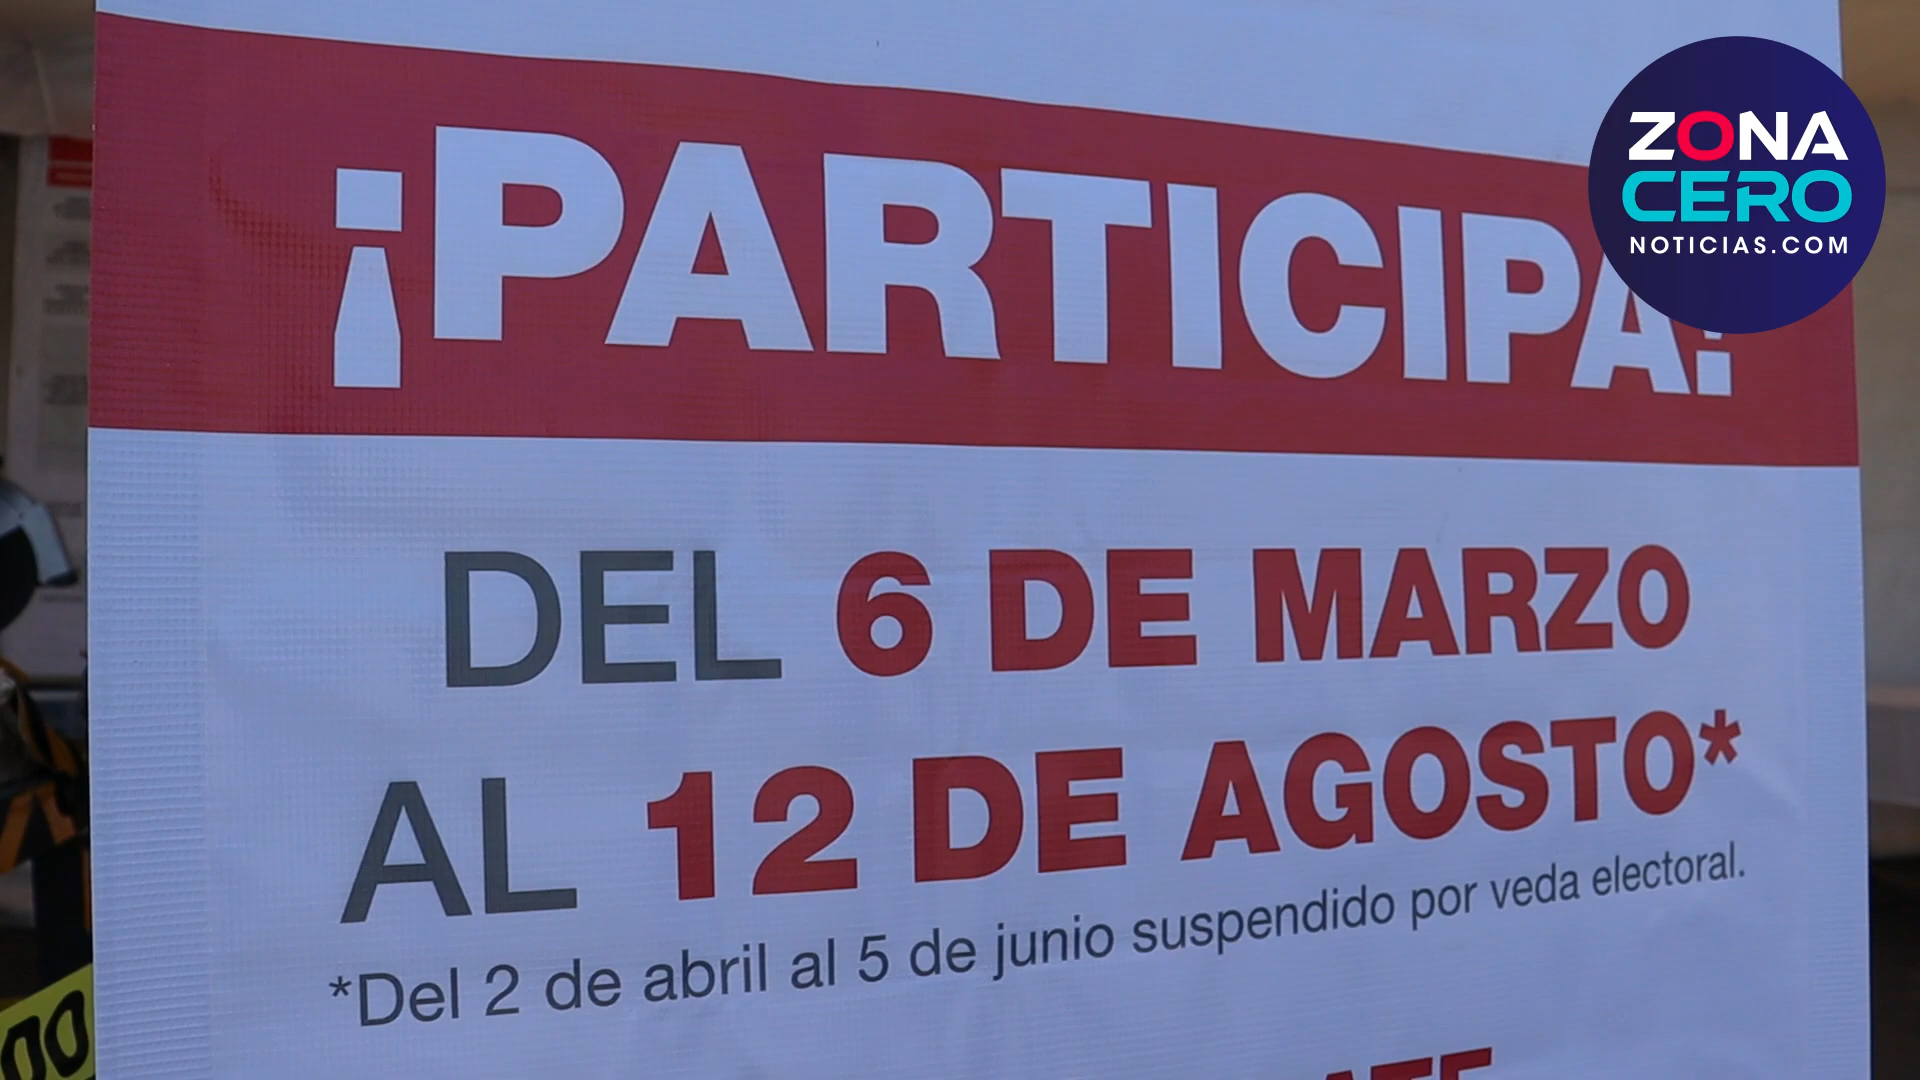 ZONA
CERO
NOTICIAS.COM
¡PARTICIPA!
DEL 6 DE MARZO
AL 12 DE AGOSTO*
*Del 2 de abril al 5 de junio suspendido por veda electoral.